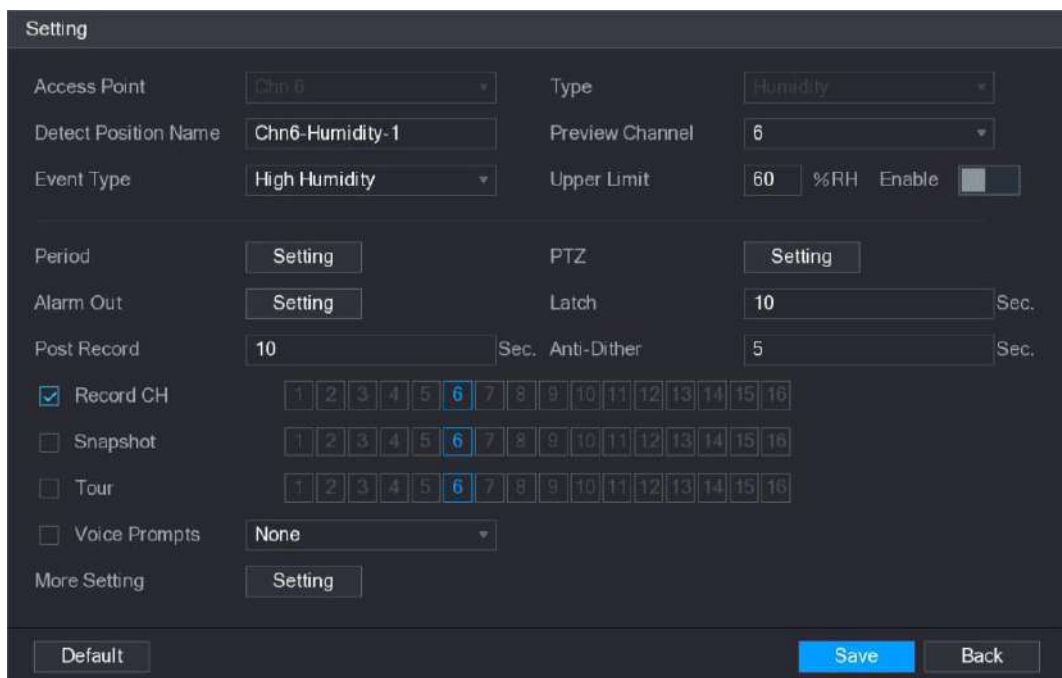 Setting
Access Point Chn 6 Type Humidity
Detect Position Name Chn6-Humidity-1 Preview Channel 6
Event Type High Humidity Upper Limit 60 %RH Enable
Period Setting PTZ Setting
Alarm Out Setting Latch 10 Sec.
Post Record 10 Sec. Anti-Dither 5 Sec.
Record CH 1 2 3 4 5 6 7 8 9 10 11 12 13 14 15 16
Snapshot 1 2 3 4 5 6 7 8 9 10 11 12 13 14 15 16
Tour 1 2 3 4 5 6 7 8 9 10 11 12 13 14 15 16
Voice Prompts None
More Setting Setting
Default Save Back